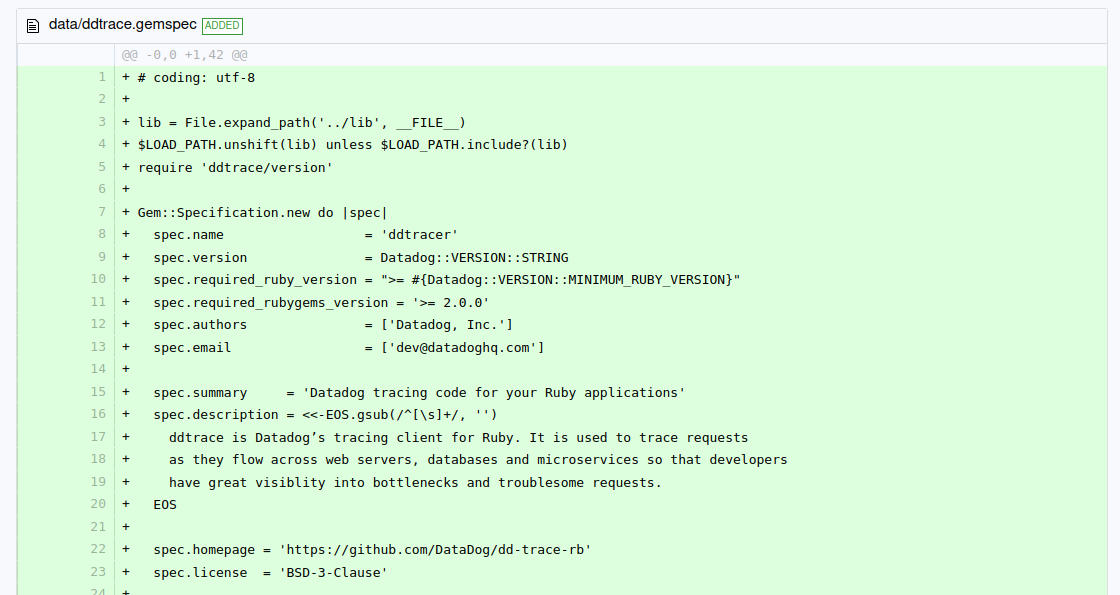 data/ddtrace.gemspec ADDED
@@ -0,0 +1,42 @@
1 + # coding: utf-8
2 +
3 + lib = File.expand_path('../lib', __FILE__)
4 + $LOAD_PATH.unshift(lib) unless $LOAD_PATH.include?(lib)
5 + require 'ddtrace/version'
6 +
7 + Gem::Specification.new do |spec|
8 +   spec.name                  = 'ddtracer'
9 +   spec.version               = Datadog::VERSION::STRING
10 +   spec.required_ruby_version = ">= #{Datadog::VERSION::MINIMUM_RUBY_VERSION}"
11 +   spec.required_rubygems_version = '>= 2.0.0'
12 +   spec.authors               = ['Datadog, Inc.']
13 +   spec.email                 = ['dev@datadoghq.com']
14 +
15 +   spec.summary     = 'Datadog tracing code for your Ruby applications'
16 +   spec.description = <<-EOS.gsub(/^[\s]+/, '')
17 +     ddtrace is Datadog’s tracing client for Ruby. It is used to trace requests
18 +     as they flow across web servers, databases and microservices so that developers
19 +     have great visiblity into bottlenecks and troublesome requests.
20 +   EOS
21 +
22 +   spec.homepage = 'https://github.com/DataDog/dd-trace-rb'
23 +   spec.license  = 'BSD-3-Clause'
24 +